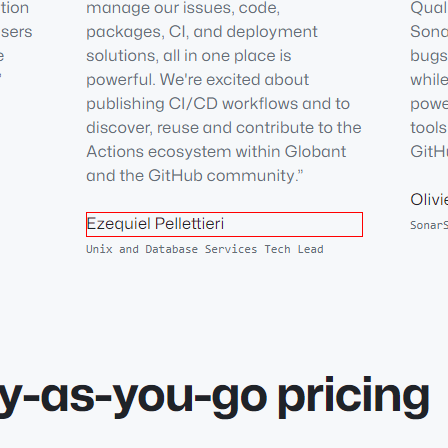 tion
sers
e
manage our issues, code,
packages, CI, and deployment
solutions, all in one place is
powerful. We're excited about
publishing CI/CD workflows and to
discover, reuse and contribute to the
Actions ecosystem within Globant
and the GitHub community.”
Ezequiel Pellettieri
Unix and Database Services Tech Lead
Qual
Sona
bugs
while
powe
tools
GitH
Olivie
SonarS
y-as-you-go pricing